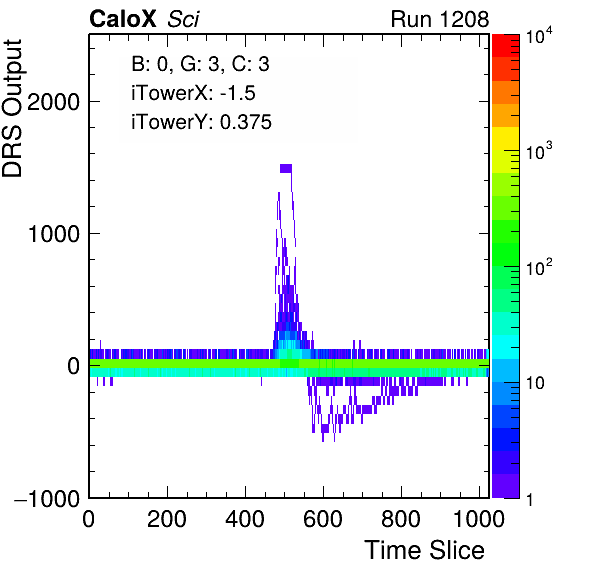 CaloX Sci Run 1208
DRS Output
B: 0, G: 3, C: 3
iTowerX: -1.5
iTowerY: 0.375
2000
1000
0
−1000
0 200 400 600 800 1000
Time Slice
10^4
10^3
10^2
10
1